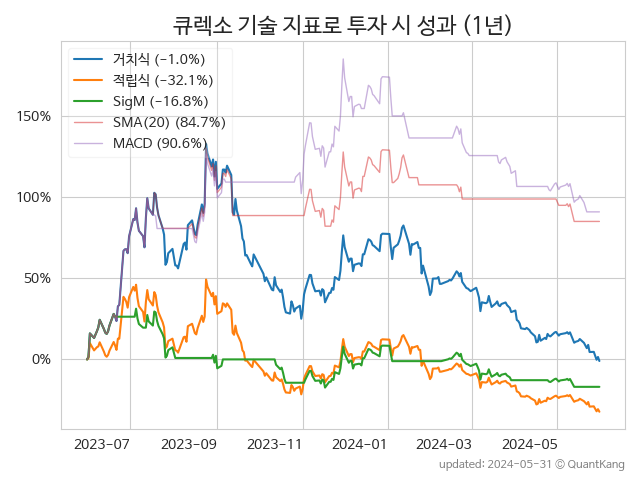 큐렉소 기술 지표로 투자 시 성과 (1년)
거치식 (−1.0%)
적립식 (−32.1%)
SigM (−16.8%)
SMA(20) (84.7%)
MACD (90.6%)
150%
100%
50%
0%
2023−07 2023−09 2023−11 2024−01 2024−03 2024−05
updated: 2024−05−31 ⓒ QuantKang